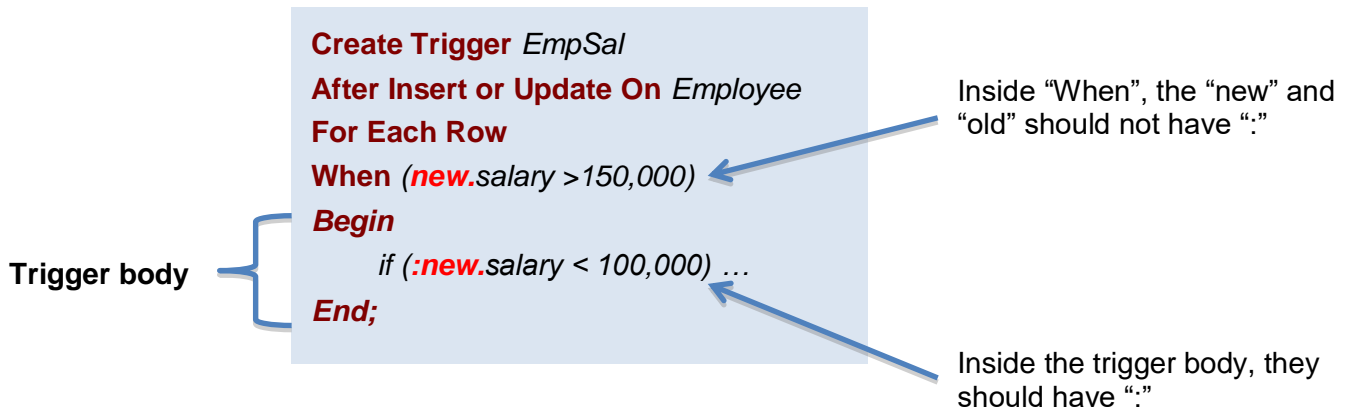 Create Trigger EmpSal
After Insert or Update On Employee
For Each Row
When (new.salary >150,000)
Begin
if (:new.salary < 100,000) …
End;
Trigger body
Inside “When”, the “new” and
“old” should not have “:”
Inside the trigger body, they
should have “:”